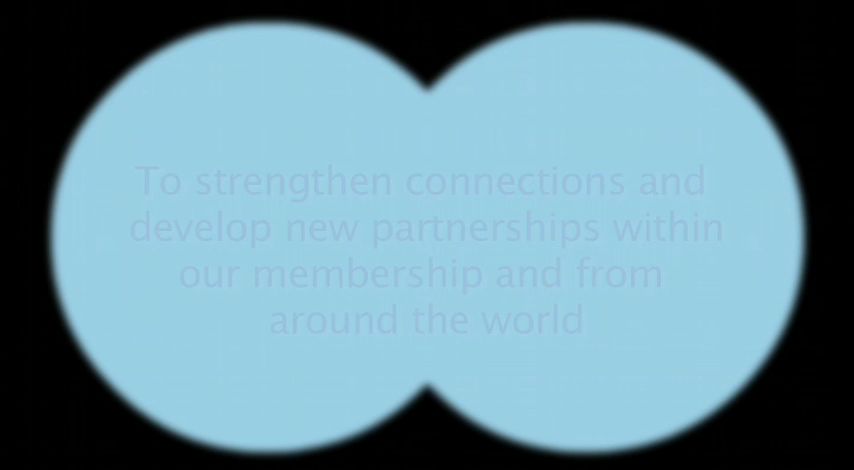 To strengthen connections and
develop new partnerships within
our membership and from
around the world